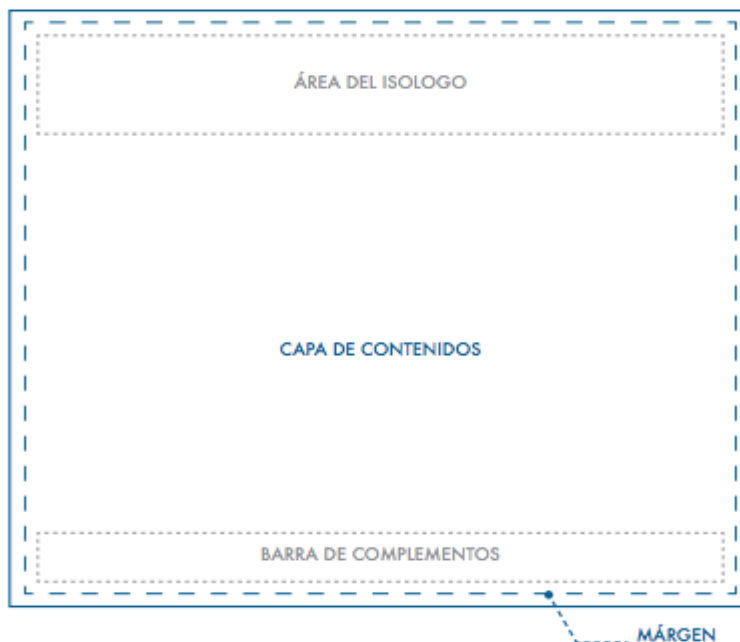 ÁREA DEL ISOLOGO
CAPA DE CONTENIDOS
BARRA DE COMPLEMENTOS
MÁRGEN